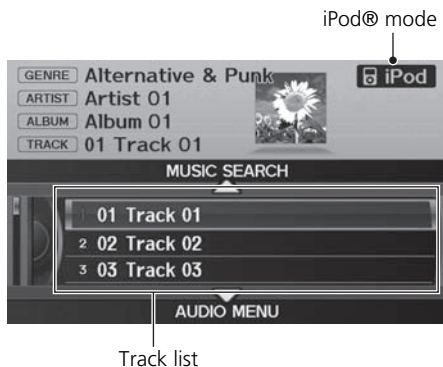 iPod® mode
GENRE Alternative & Punk
iPod
ARTIST Artist 01
ALBUM Album 01
TRACK 01 Track 01
MUSIC SEARCH
1 01 Track 01
2 02 Track 02
3 03 Track 03
AUDIO MENU
Track list